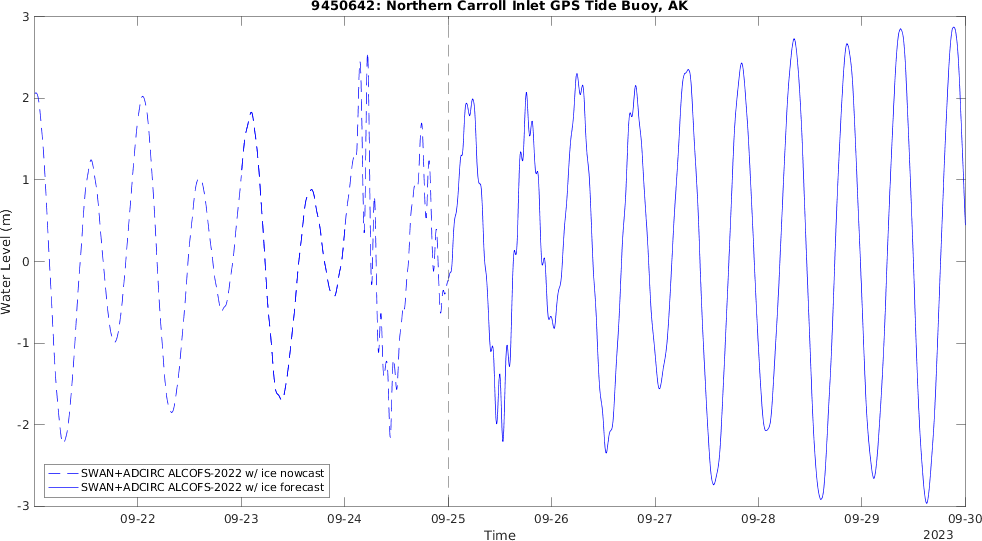 9450642: Northern Carroll Inlet GPS Tide Buoy, AK
3
2
1
0
-1
-2
-3
Water Level (m)
SWAN+ADCIRC ALCOFS-2022 w/ ice nowcast
SWAN+ADCIRC ALCOFS-2022 w/ ice forecast
09-22 09-23 09-24 09-25 09-26 09-27 09-28 09-29 09-30
Time
2023